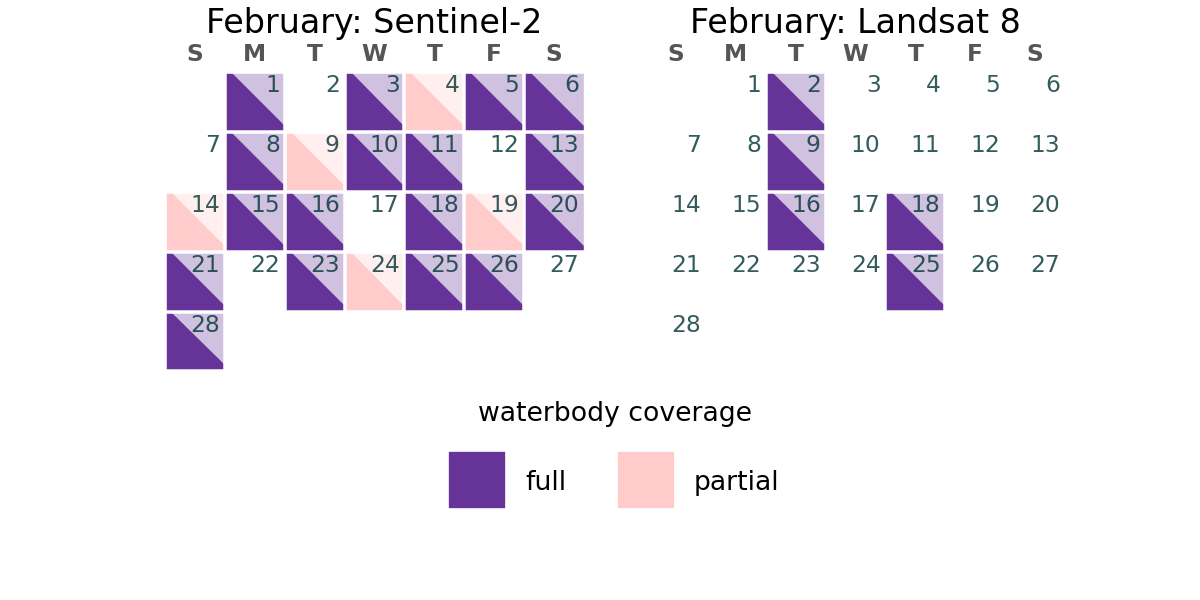 February: Sentinel-2
S M T W T F S
1 2 3 4 5 6
7 8 9 10 11 12 13
14 15 16 17 18 19 20
21 22 23 24 25 26 27
28
February: Landsat 8
S M T W T F S
1 2 3 4 5 6
7 8 9 10 11 12 13
14 15 16 17 18 19 20
21 22 23 24 25 26 27
28
waterbody coverage
full partial